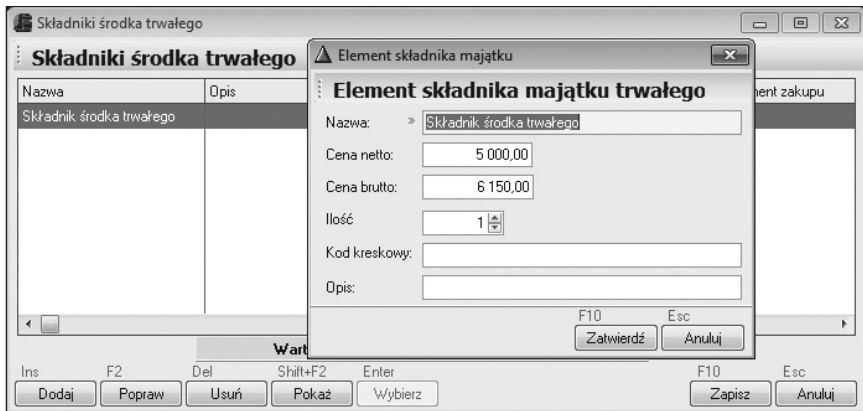 Składniki środka trwałego
Składniki środka trwałego
Nazwa Opis ment zakupu
Składnik środka trwałego
Wart
Ins F2 Del Shift+F2 Enter F10 Esc
Dodaj Popraw Usuń Pokaż Wybierz Zapisz Anuluj
Element składnika majątku
Element składnika majątku trwałego
Nazwa: » Składnik środka trwałego
Cena netto: 5 000,00
Cena brutto: 6 150,00
Ilość 1
Kod kreskowy:
Opis:
F10 Esc
Zatwierdź Anuluj